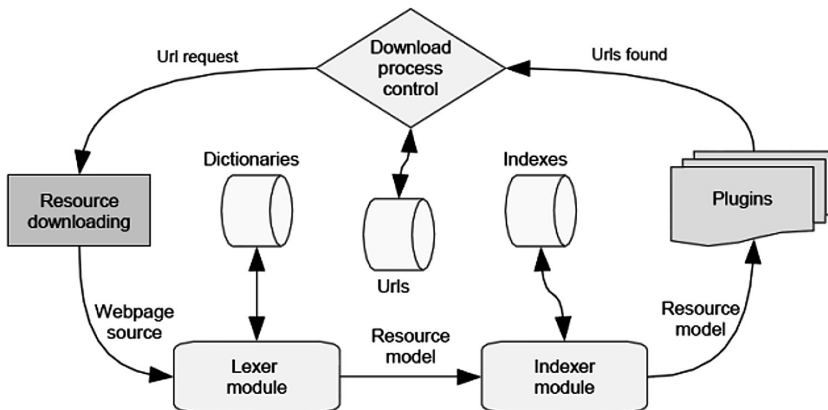 Url request
Download
process
control
Urls found
Dictionaries
Indexes
Resource
downloading
Plugins
Urls
Webpage
source
Resource
model
Resource
model
Lexer
module
Indexer
module